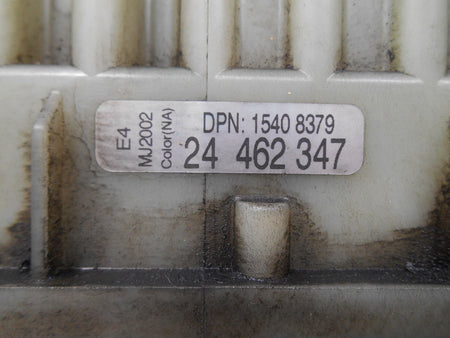 E4
MJ2002
Color(NA)
DPN: 1540 8379
24 462 347